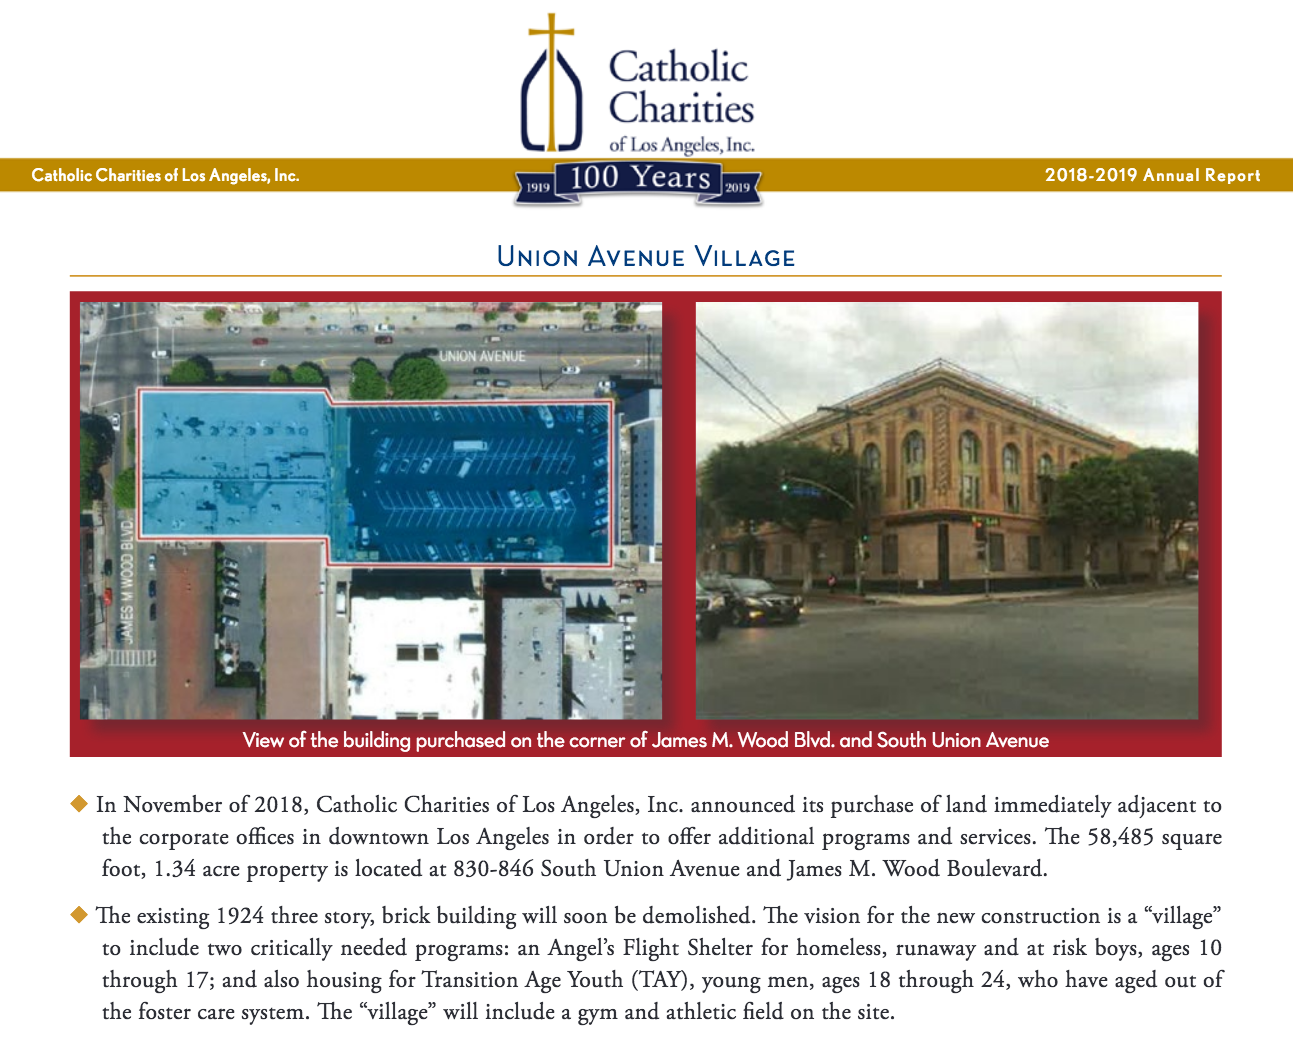 Catholic
Charities
of Los Angeles, Inc.
Catholic Charities of Los Angeles, Inc.
1919 100 Years 2019
2018-2019 Annual Report
UNION AVENUE VILLAGE
UNION AVENUE
JAMES M WOOD BLVD.
View of the building purchased on the corner of James M. Wood Blvd. and South Union Avenue
◆ In November of 2018, Catholic Charities of Los Angeles, Inc. announced its purchase of land immediately adjacent to
the corporate offices in downtown Los Angeles in order to offer additional programs and services. The 58,485 square
foot, 1.34 acre property is located at 830-846 South Union Avenue and James M. Wood Boulevard.
◆ The existing 1924 three story, brick building will soon be demolished. The vision for the new construction is a “village”
to include two critically needed programs: an Angel’s Flight Shelter for homeless, runaway and at risk boys, ages 10
through 17; and also housing for Transition Age Youth (TAY), young men, ages 18 through 24, who have aged out of
the foster care system. The “village” will include a gym and athletic field on the site.